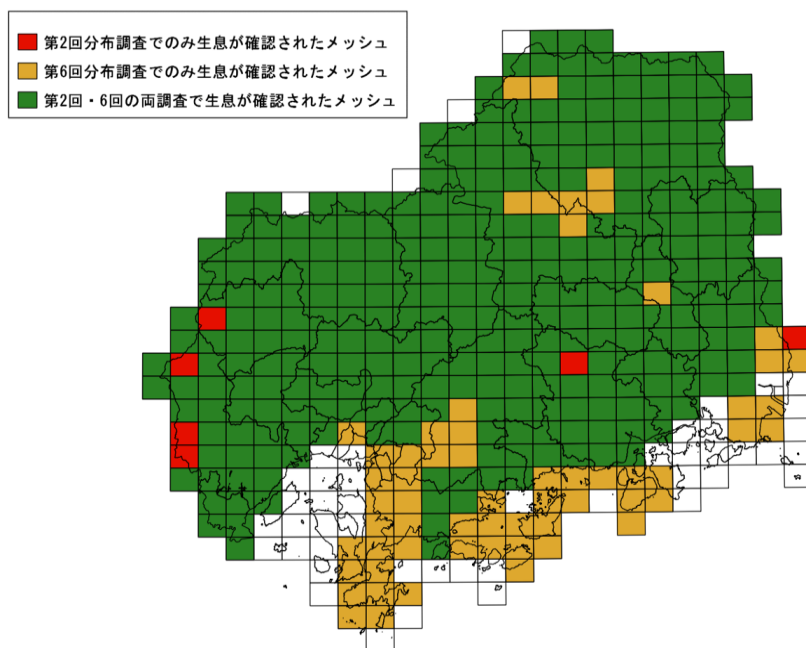 第2回分布調査でのみ生息が確認されたメッシュ
第6回分布調査でのみ生息が確認されたメッシュ
第2回・6回の両調査で生息が確認されたメッシュ